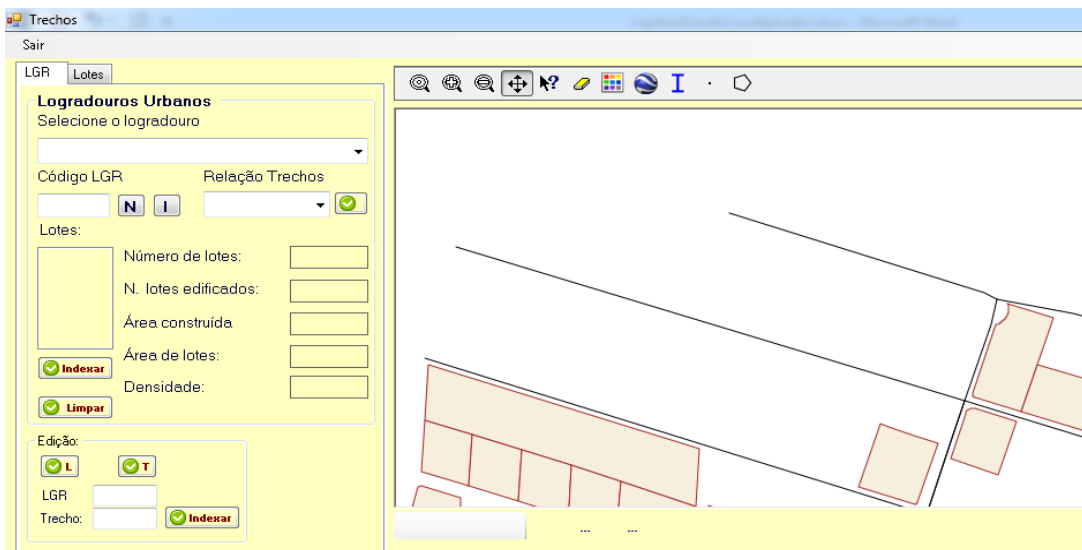 Trechos
Sair
LGR Lotes
Logradouros Urbanos
Selecione o logradouro
Código LGR Relação Trechos
N I
Lotes:
Número de lotes:
N. lotes edificados:
Área construída
Área de lotes:
Indexar
Densidade:
Limpar
Edição:
L T
LGR
Trecho: Indexar
... ...